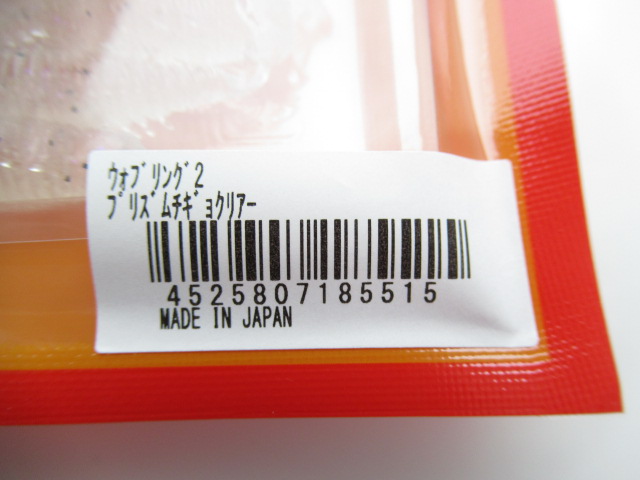 ｳｫﾌﾞﾘﾝｸﾞ2
ﾌﾟﾘｽﾞﾑﾁｷﾞｮｸﾘｱｰ
4525807185515
MADE IN JAPAN